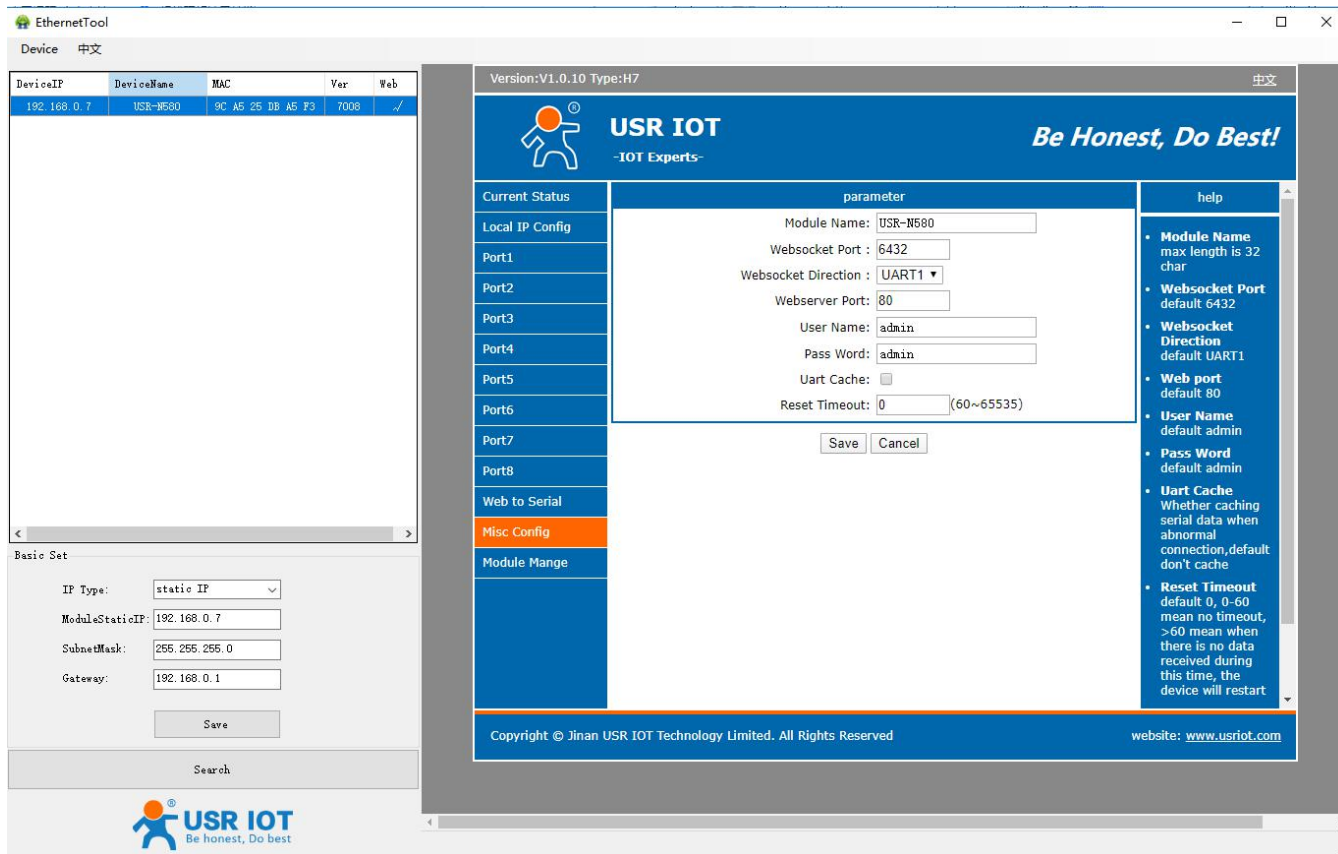 EthernetTool
Device 中文
DeviceIP DeviceName MAC Ver Web
192.168.0.7 USR-N580 9C A5 25 DB A5 F3 7008 √
Basic Set
IP Type: static IP
ModuleStaticIP: 192.168.0.7
SubnetMask: 255.255.255.0
Gateway: 192.168.0.1
Save
Search
®
USR IOT
Be honest, Do best
Version:V1.0.10 Type:H7 中文
®
USR IOT
-IOT Experts-
Be Honest, Do Best!
Current Status
Local IP Config
Port1
Port2
Port3
Port4
Port5
Port6
Port7
Port8
Web to Serial
Misc Config
Module Mange
parameter
Module Name: USR-N580
Websocket Port : 6432
Websocket Direction : UART1
Webserver Port: 80
User Name: admin
Pass Word: admin
Uart Cache:
Reset Timeout: 0 (60~65535)
Save Cancel
help
• Module Name
max length is 32
char
• Websocket Port
default 6432
• Websocket
Direction
default UART1
• Web port
default 80
• User Name
default admin
• Pass Word
default admin
• Uart Cache
Whether caching
serial data when
abnormal
connection,default
don't cache
• Reset Timeout
default 0, 0-60
mean no timeout,
>60 mean when
there is no data
received during
this time, the
device will restart
Copyright © Jinan USR IOT Technology Limited. All Rights Reserved website: www.usriot.com